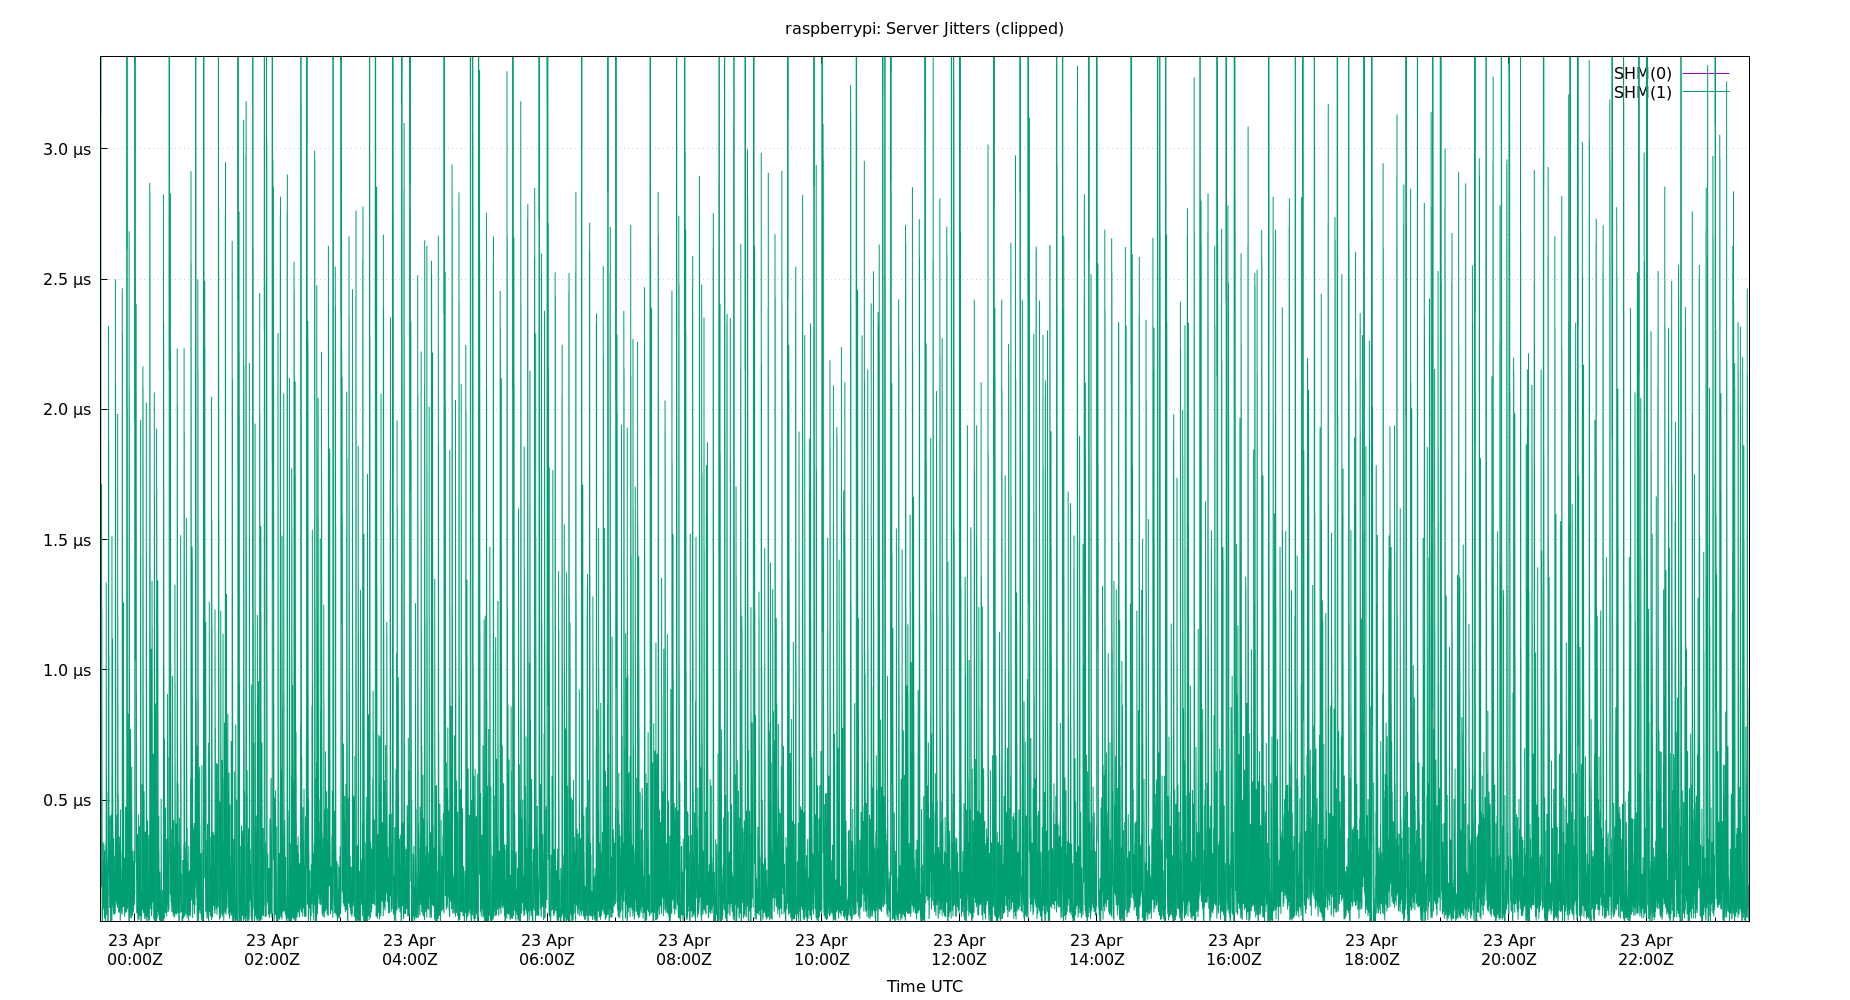 raspberrypi: Server Jitters (clipped)
SHM(0)
SHM(1)
3.0 µs
2.5 µs
2.0 µs
1.5 µs
1.0 µs
0.5 µs
23 Apr 23 Apr 23 Apr 23 Apr 23 Apr 23 Apr 23 Apr 23 Apr 23 Apr 23 Apr 23 Apr 23 Apr
00:00Z 02:00Z 04:00Z 06:00Z 08:00Z 10:00Z 12:00Z 14:00Z 16:00Z 18:00Z 20:00Z 22:00Z
Time UTC